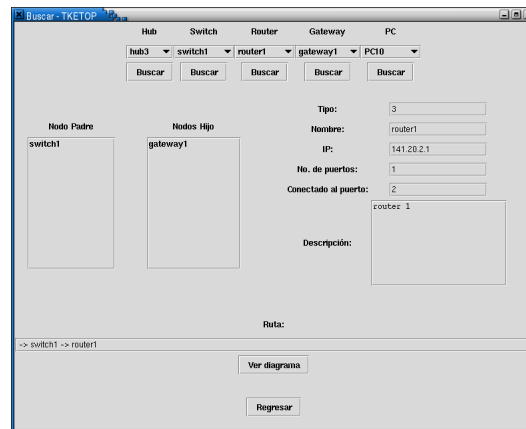 Buscar - TKETOP
Hub Switch Router Gateway PC
hub3 switch1 router1 gateway1 PC10
Buscar Buscar Buscar Buscar Buscar
Tipo: 3
Nodo Padre Nodos Hijo Nombre: router1
switch1 gateway1 IP: 141.20.2.1
No. de puertos: 1
Conectado al puerto: 2
router 1
Descripción:
Ruta:
-> switch1 -> router1
Ver diagrama
Regresar